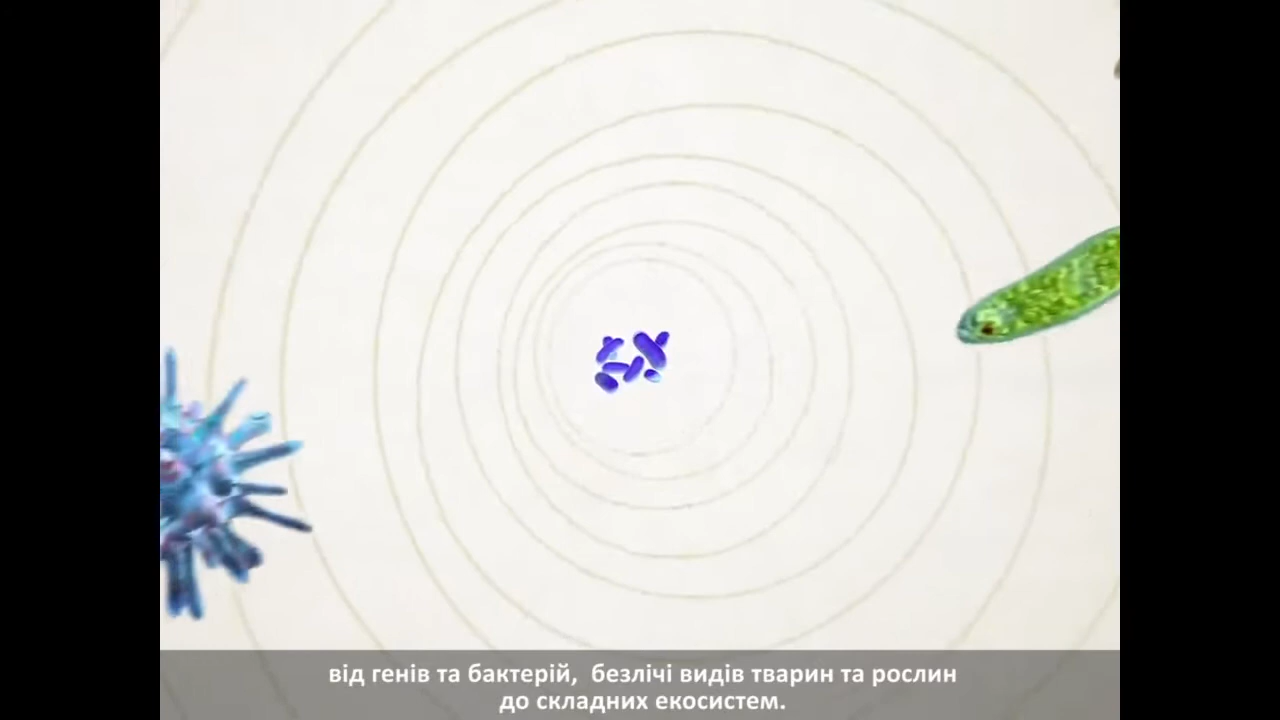 від генів та бактерій, безлічі видів тварин та рослин
до складних екосистем.